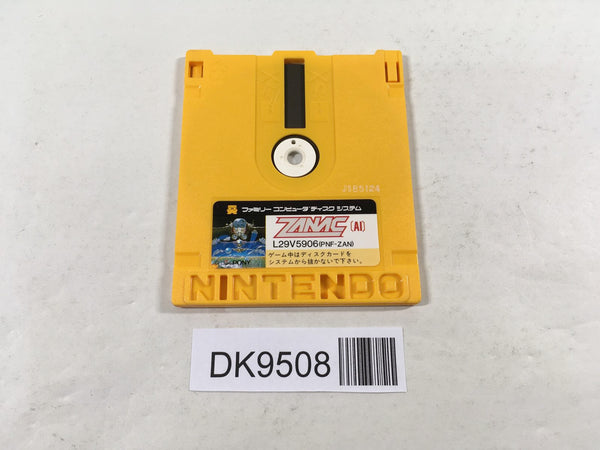 J185124
ファミリー コンピュータ ディスク システム
ZANAC (AI)
L29V5906(PNF-ZAN)
PONY
ゲーム中はディスクカードを
システムから抜かないで下さい。
NINTENDO
DK9508